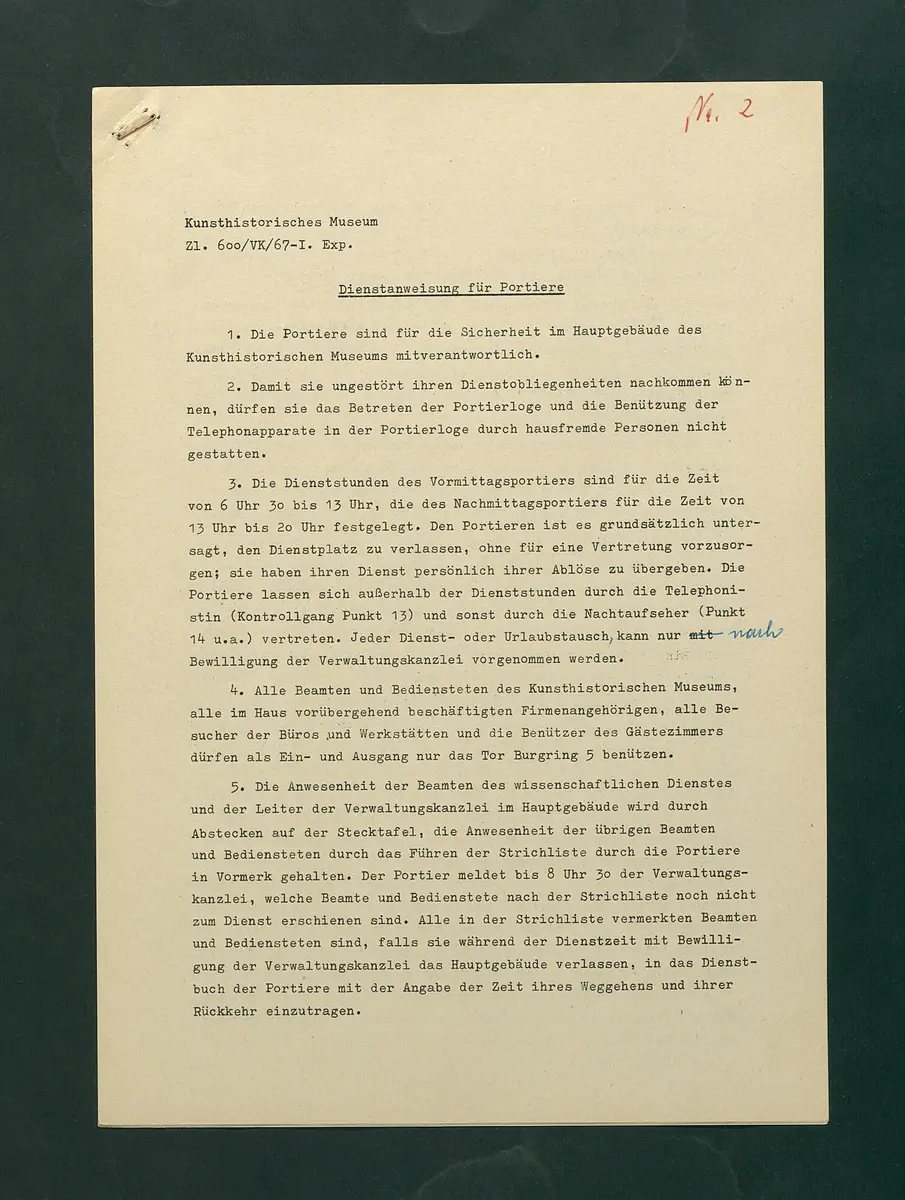 Nr. 2
Kunsthistorisches Museum
Zl. 6oo/VK/67-I. Exp.
Dienstanweisung für Portiere
1. Die Portiere sind für die Sicherheit im Hauptgebäude des
Kunsthistorischen Museums mitverantwortlich.
2. Damit sie ungestört ihren Dienstobliegenheiten nachkommen kön-
nen, dürfen sie das Betreten der Portierloge und die Benützung der
Telephonapparate in der Portierloge durch hausfremde Personen nicht
gestatten.
3. Die Dienststunden des Vormittagsportiers sind für die Zeit
von 6 Uhr 3o bis 13 Uhr, die des Nachmittagsportiers für die Zeit von
13 Uhr bis 2o Uhr festgelegt. Den Portieren ist es grundsätzlich unter-
sagt, den Dienstplatz zu verlassen, ohne für eine Vertretung vorzusor-
gen; sie haben ihren Dienst persönlich ihrer Ablöse zu übergeben. Die
Portiere lassen sich außerhalb der Dienststunden durch die Telephoni-
stin (Kontrollgang Punkt 13) und sonst durch die Nachtaufseher (Punkt
14 u.a.) vertreten. Jeder Dienst- oder Urlaubstausch, kann nur mit nach
Bewilligung der Verwaltungskanzlei vorgenommen werden.
4. Alle Beamten und Bediensteten des Kunsthistorischen Museums,
alle im Haus vorübergehend beschäftigten Firmenangehörigen, alle Be-
sucher der Büros und Werkstätten und die Benützer des Gästezimmers
dürfen als Ein- und Ausgang nur das Tor Burgring 5 benützen.
5. Die Anwesenheit der Beamten des wissenschaftlichen Dienstes
und der Leiter der Verwaltungskanzlei im Hauptgebäude wird durch
Abstecken auf der Stecktafel, die Anwesenheit der übrigen Beamten
und Bediensteten durch das Führen der Strichliste durch die Portiere
in Vormerk gehalten. Der Portier meldet bis 8 Uhr 3o der Verwaltungs-
kanzlei, welche Beamte und Bedienstete nach der Strichliste noch nicht
zum Dienst erschienen sind. Alle in der Strichliste vermerkten Beamten
und Bediensteten sind, falls sie während der Dienstzeit mit Bewilli-
gung der Verwaltungskanzlei das Hauptgebäude verlassen, in das Dienst-
buch der Portiere mit der Angabe der Zeit ihres Weggehens und ihrer
Rückkehr einzutragen.